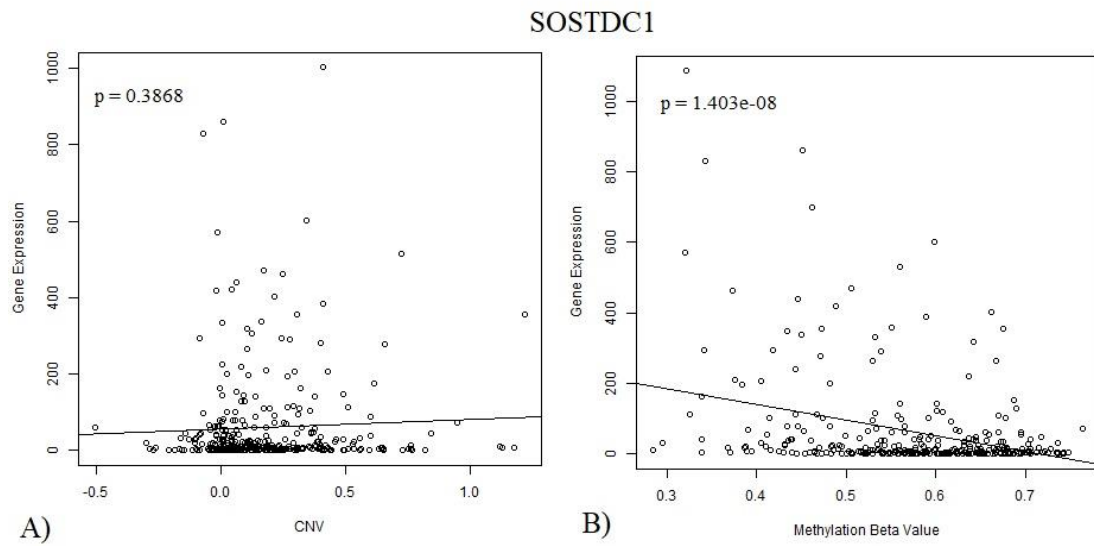 SOSTDC1
p = 0.3868
Gene Expression
0 200 400 600 800 1000
-0.5 0.0 0.5 1.0
CNV
A)
p = 1.403e-08
Gene Expression
0 200 400 600 800 1000
0.3 0.4 0.5 0.6 0.7
Methylation Beta Value
B)